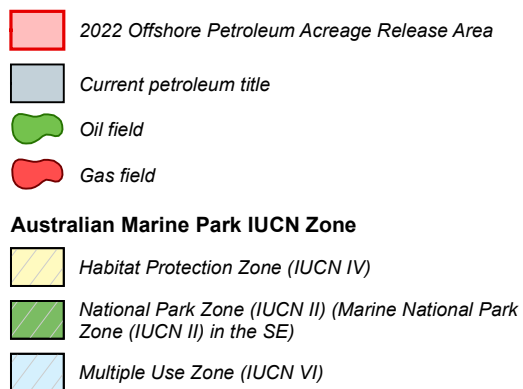 2022 Offshore Petroleum Acreage Release Area
Current petroleum title
Oil field
Gas field
Australian Marine Park IUCN Zone
Habitat Protection Zone (IUCN IV)
National Park Zone (IUCN II) (Marine National Park
Zone (IUCN II) in the SE)
Multiple Use Zone (IUCN VI)